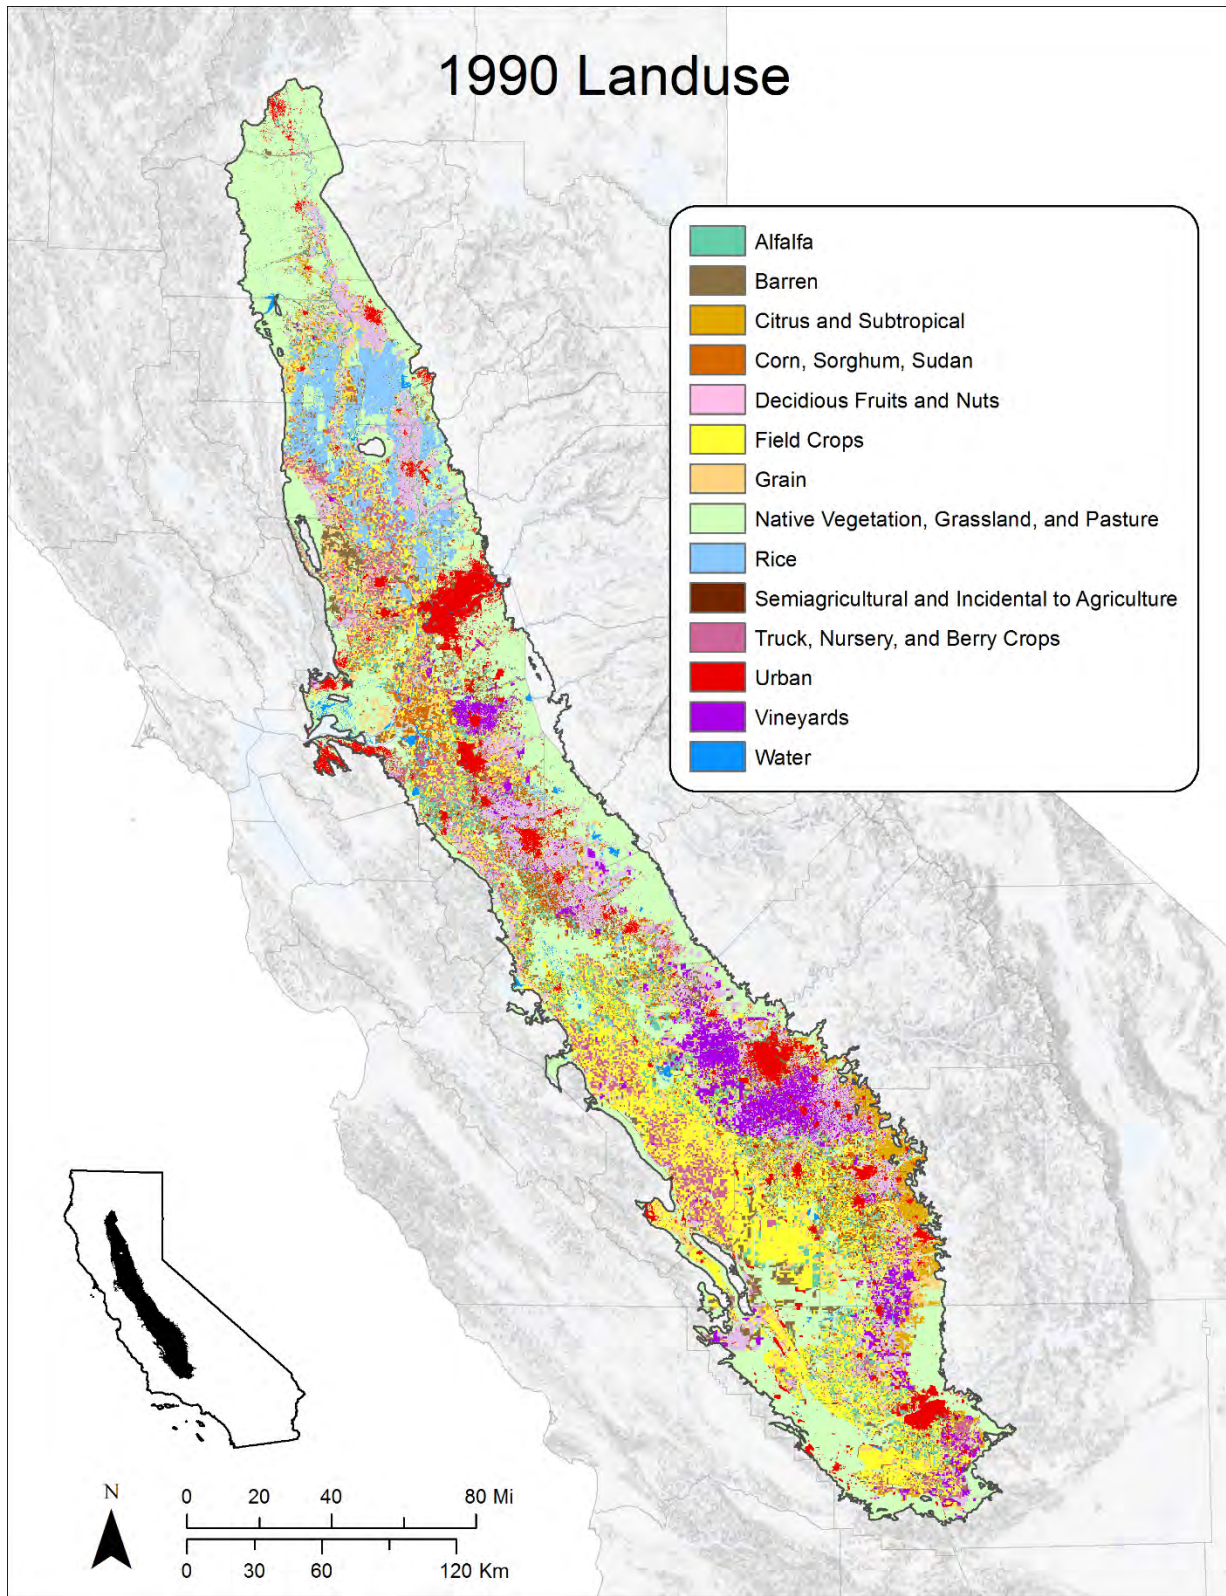 1990 Landuse
Alfalfa
Barren
Citrus and Subtropical
Corn, Sorghum, Sudan
Decidious Fruits and Nuts
Field Crops
Grain
Native Vegetation, Grassland, and Pasture
Rice
Semiagricultural and Incidental to Agriculture
Truck, Nursery, and Berry Crops
Urban
Vineyards
Water
N
0 20 40 80 Mi
0 30 60 120 Km